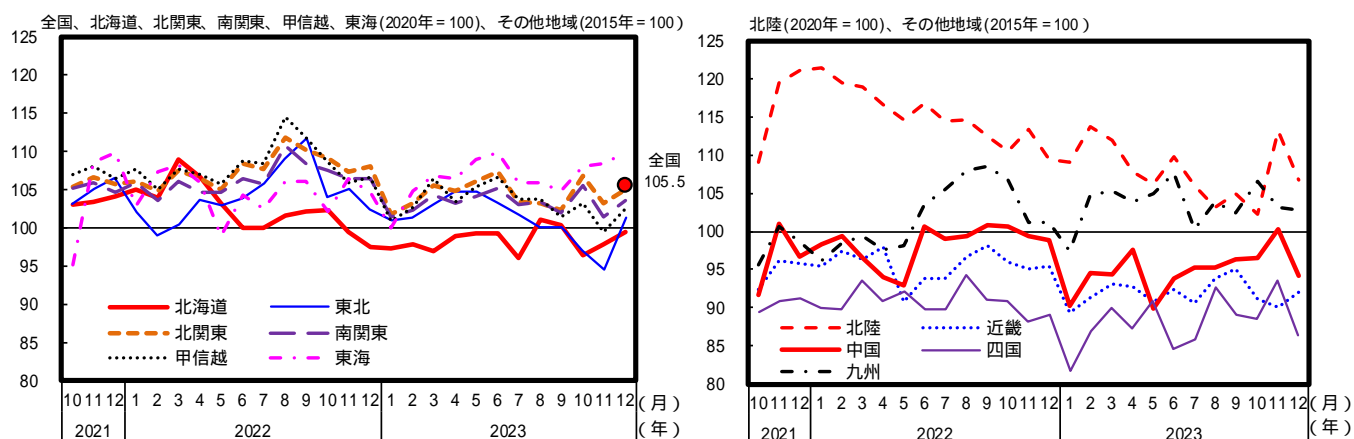 全国、北海道、北関東、南関東、甲信越、東海(2020年=100)、その他地域(2015年=100)
125
120
115
110
105
100
95
90
85
80
全国
105.5
北海道 東北
北関東 南関東
甲信越 東海
10 11 12 1 2 3 4 5 6 7 8 9 10 11 12 1 2 3 4 5 6 7 8 9 10 11 12 (月)
2021 2022 2023 (年)
北陸(2020年=100)、その他地域(2015年=100)
125
120
115
110
105
100
95
90
85
80
北陸 近畿
中国 四国
九州
10 11 12 1 2 3 4 5 6 7 8 9 10 11 12 1 2 3 4 5 6 7 8 9 10 11 12 (月)
2021 2022 2023 (年)